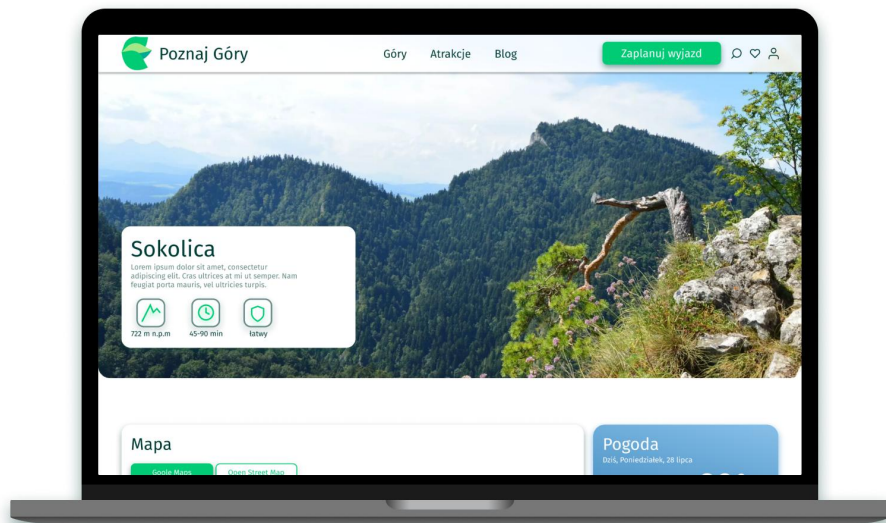 Poznaj Góry
Góry
Atrakcje
Blog
Zaplanuj wyjazd
Sokolica
Lorem ipsum dolor sit amet, consectetur
adipiscing elit. Cras ultrices at mi ut semper. Nam
feugiat porta mauris, vel ultricies turpis.
722 m n.p.m
45-90 min
łatwy
Mapa
Gogle Maps
Open Street Map
Pogoda
Dziś, Poniedziałek, 28 lipca